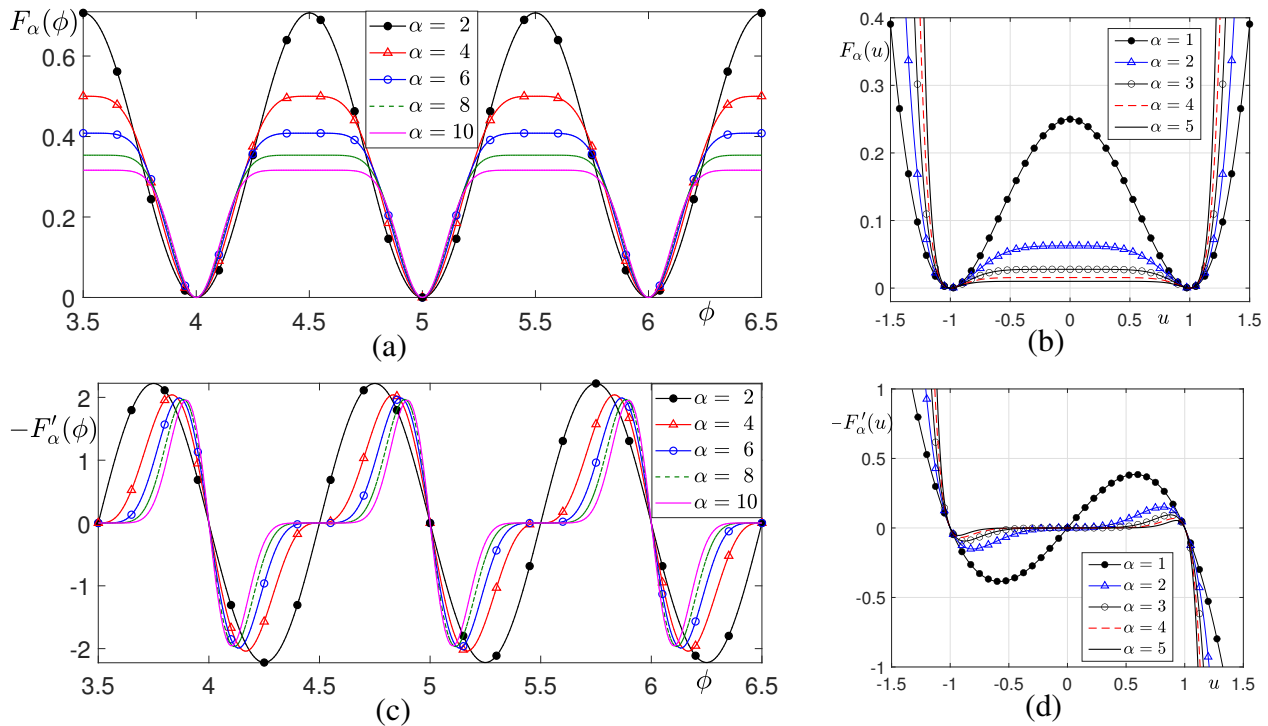 F_α(ϕ)
0.6
0.4
0.2
0
3.5 4 4.5 5 5.5 6 ϕ 6.5
α = 2
α = 4
α = 6
α = 8
α = 10
(a)
0.4
F_α(u)
0.3
0.2
0.1
0
-1.5 -1 -0.5 0 0.5 1 u 1.5
α = 1
α = 2
α = 3
α = 4
α = 5
(b)
2
-F'_α(ϕ)
1
0
-1
-2
3.5 4 4.5 5 5.5 6 ϕ 6.5
α = 2
α = 4
α = 6
α = 8
α = 10
(c)
1
-F'_α(u)
0.5
0
-0.5
-1
-1.5 -1 -0.5 0 0.5 1 u 1.5
α = 1
α = 2
α = 3
α = 4
α = 5
(d)